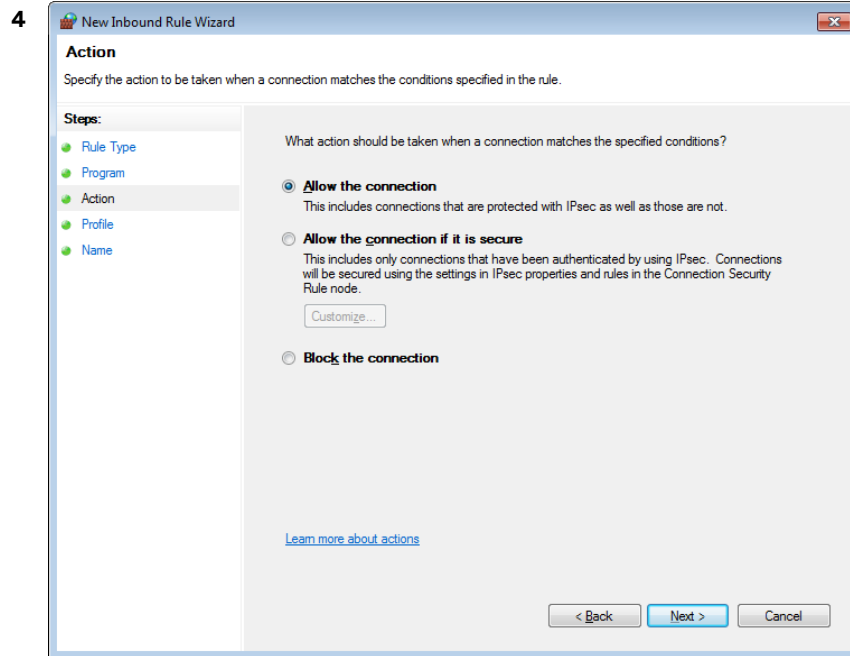 4
New Inbound Rule Wizard
Action
Specify the action to be taken when a connection matches the conditions specified in the rule.
Steps:
Rule Type
Program
Action
Profile
Name
What action should be taken when a connection matches the specified conditions?
Allow the connection
This includes connections that are protected with IPsec as well as those are not.
Allow the connection if it is secure
This includes only connections that have been authenticated by using IPsec. Connections
will be secured using the settings in IPsec properties and rules in the Connection Security
Rule node.
Customize...
Block the connection
Learn more about actions
< Back
Next >
Cancel